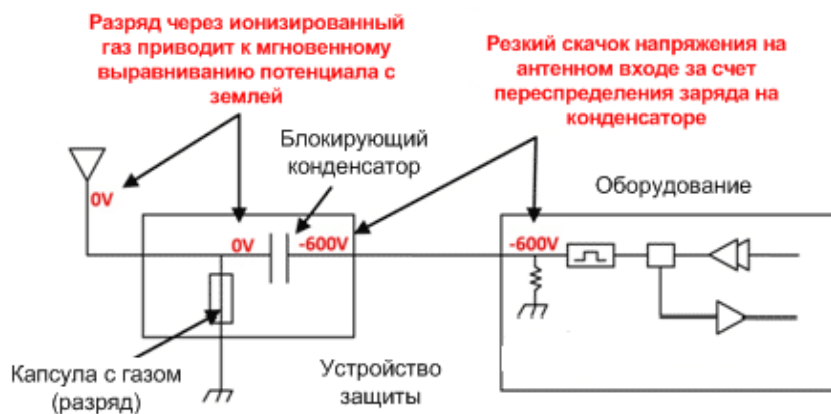 Разряд через ионизированный
газ приводит к мгновенному
выравниванию потенциала с
землей
Резкий скачок напряжения на
антенном входе за счет
переспределения заряда на
конденсаторе
Блокирующий
конденсатор
Оборудование
0V
0V
-600V
-600V
Капсула с газом
(разряд)
Устройство
защиты